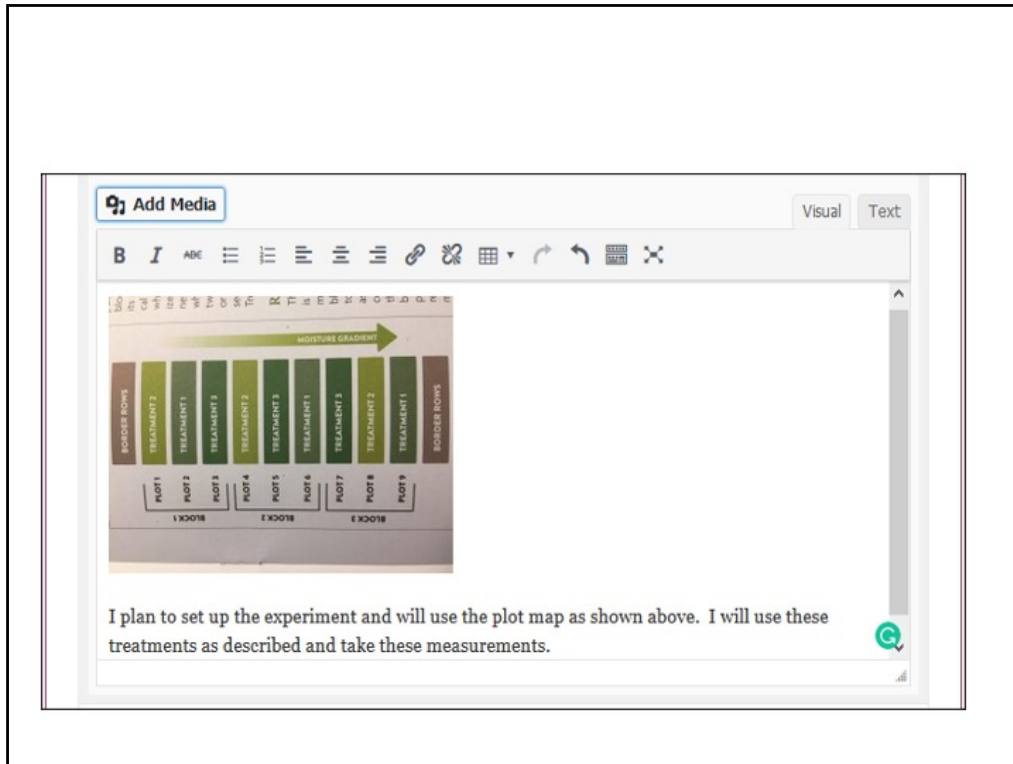 Add Media
Visual Text
B I ABC
MOISTURE GRADIENT
BORDER ROWS
TREATMENT 2
TREATMENT 1
TREATMENT 3
TREATMENT 2
TREATMENT 3
TREATMENT 1
TREATMENT 3
TREATMENT 2
TREATMENT 1
BORDER ROWS
PLOT 1
PLOT 2
PLOT 3
PLOT 4
PLOT 5
PLOT 6
PLOT 7
PLOT 8
PLOT 9
BLOCK 1
BLOCK 2
BLOCK 3
I plan to set up the experiment and will use the plot map as shown above. I will use these
treatments as described and take these measurements.